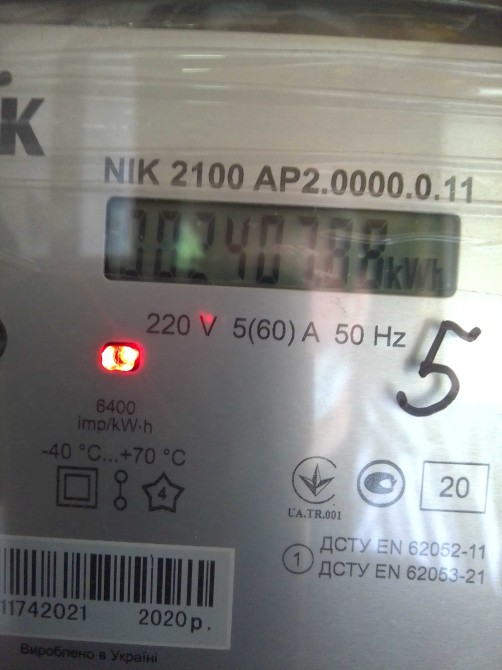 ıK
NIK 2100 AP2.0000.0.11
kWh
220 V 5(60) A 50 Hz
5
6400
imp/kW·h
-40 °C...+70 °C
4
20
UA.TR.001
1
ДСТУ EN 62052-11
ДСТУ EN 62053-21
11742021 2020р.
Вироблено в Україні